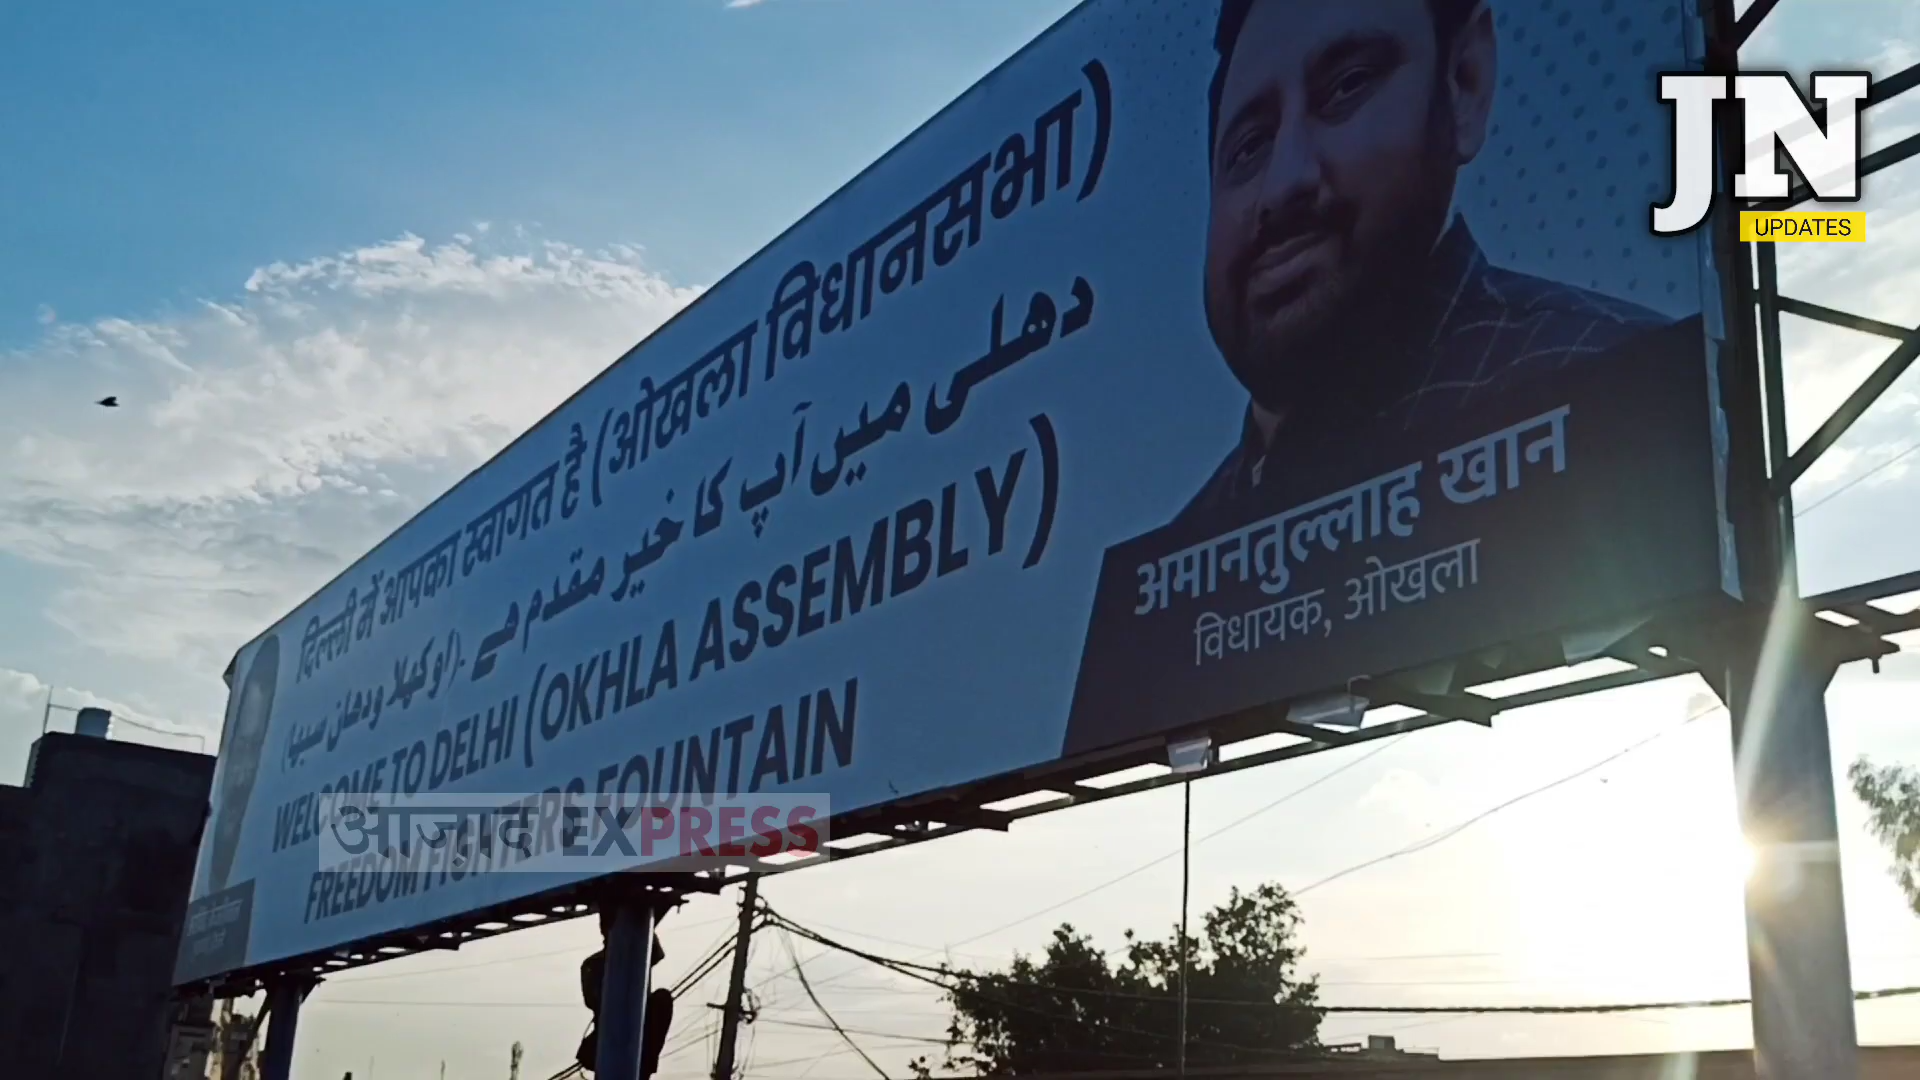 JN
UPDATES
दिल्ली में आपका स्वागत है (ओखला विधानसभा)
دهلی میں آپ کا خیر مقدم ہے -(اوکھلا ودھان سبھا)
WELCOME TO DELHI (OKHLA ASSEMBLY)
FREEDOM FIGHTERS FOUNTAIN
अमानतुल्लाह खान
विधायक, ओखला
आज़ाद EXPRESS